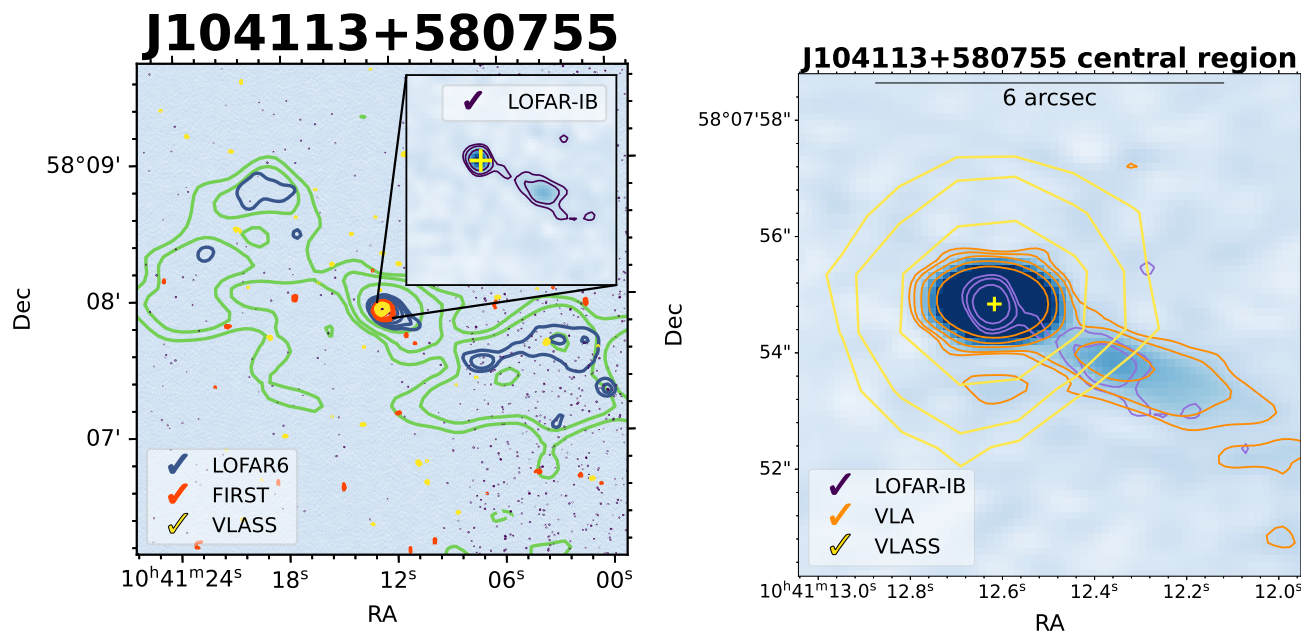 J104113+580755
✓ LOFAR-IB
58°09'
08'
07'
Dec
✓ LOFAR6
✓ FIRST
✓ VLASS
10ʰ41ᵐ24ˢ 18ˢ 12ˢ 06ˢ 00ˢ
RA
J104113+580755 central region
6 arcsec
58°07'58"
56"
54"
52"
Dec
✓ LOFAR-IB
✓ VLA
✓ VLASS
10ʰ41ᵐ13.0ˢ 12.8ˢ 12.6ˢ 12.4ˢ 12.2ˢ 12.0ˢ
RA